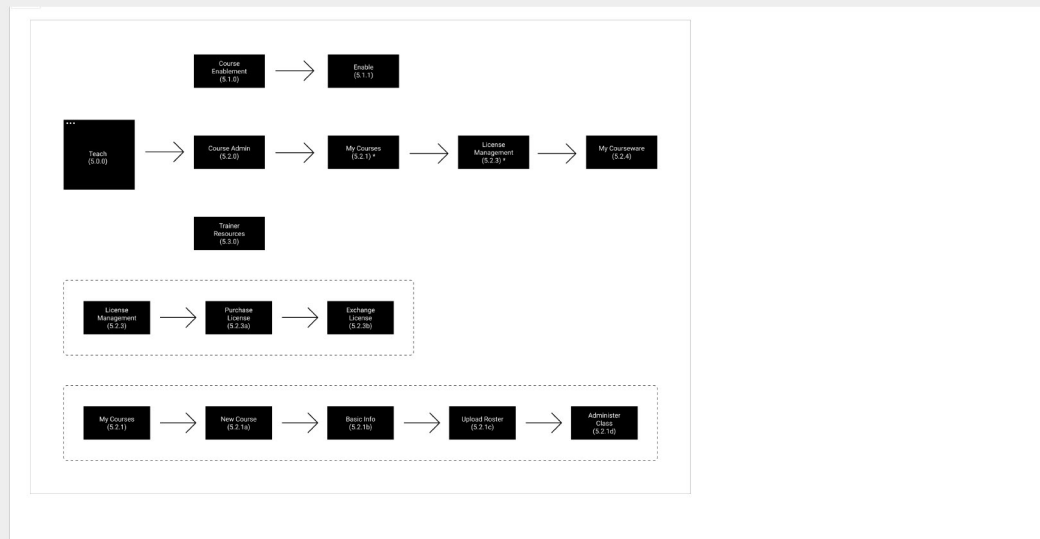 Course
Enablement
(5.1.0)
Enable
(5.1.1)
Teach
(5.0.0)
Course Admin
(5.2.0)
My Courses
(5.2.1) *
License
Management
(5.2.3) *
My Courseware
(5.2.4)
Trainer
Resources
(5.3.0)
License
Management
(5.2.3)
Purchase
License
(5.2.3a)
Exchange
License
(5.2.3b)
My Courses
(5.2.1)
New Course
(5.2.1a)
Basic Info
(5.2.1b)
Upload Roster
(5.2.1c)
Administer
Class
(5.2.1d)